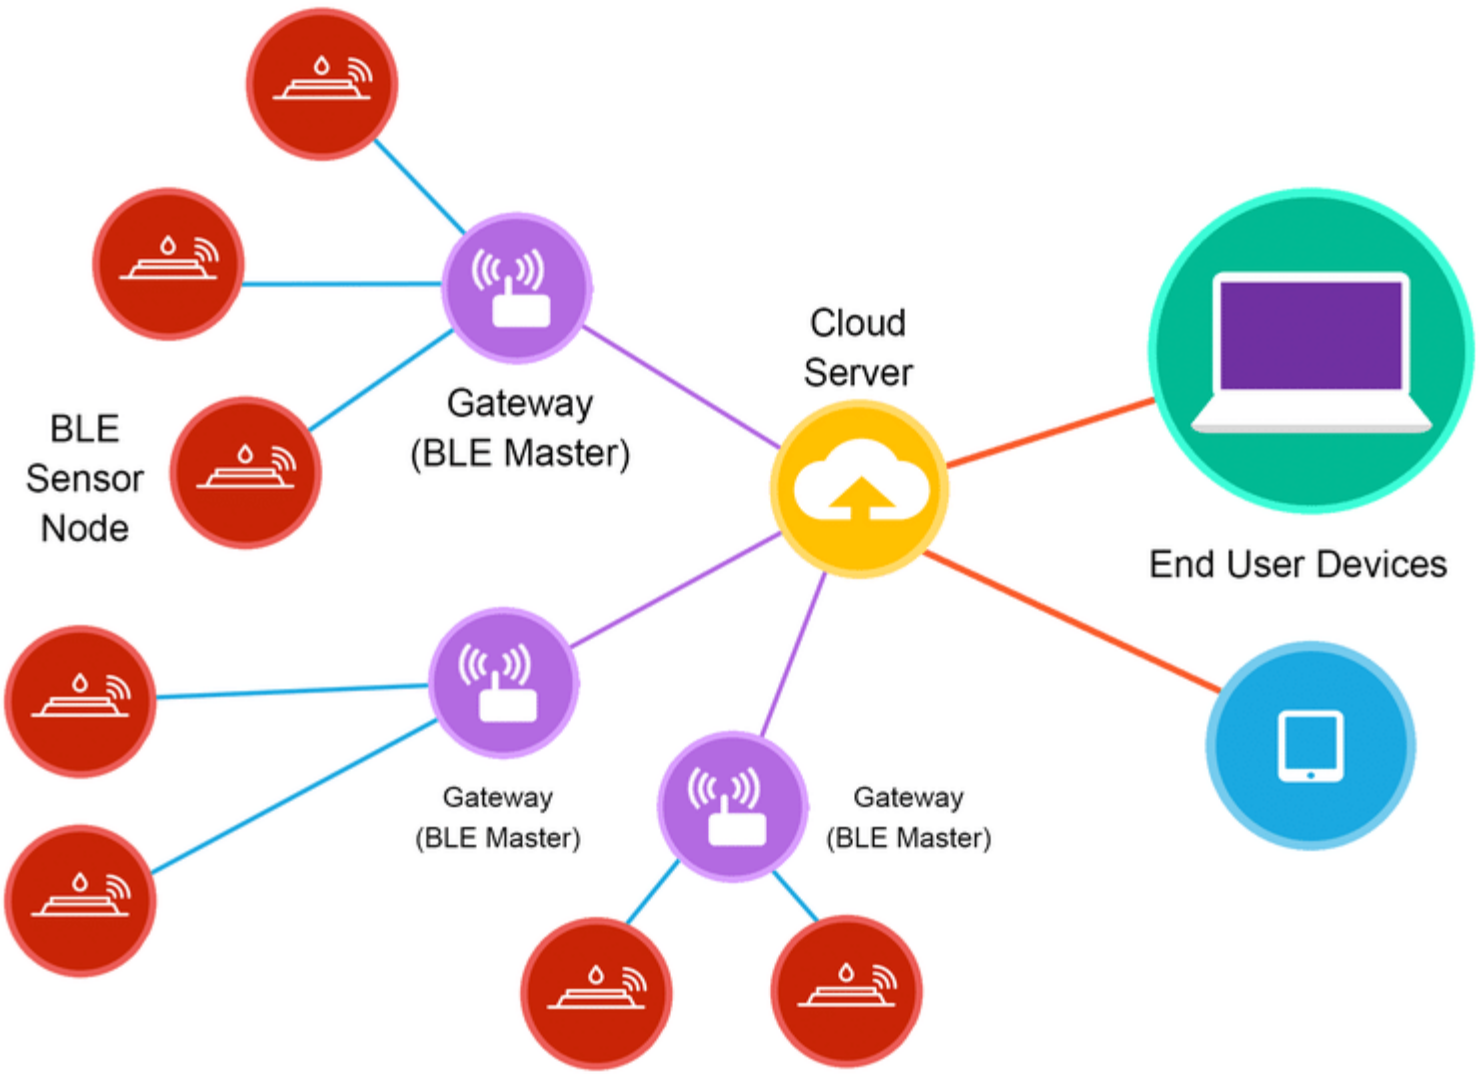 Cloud
Server
Gateway
(BLE Master)
BLE
Sensor
Node
End User Devices
Gateway
(BLE Master)
Gateway
(BLE Master)